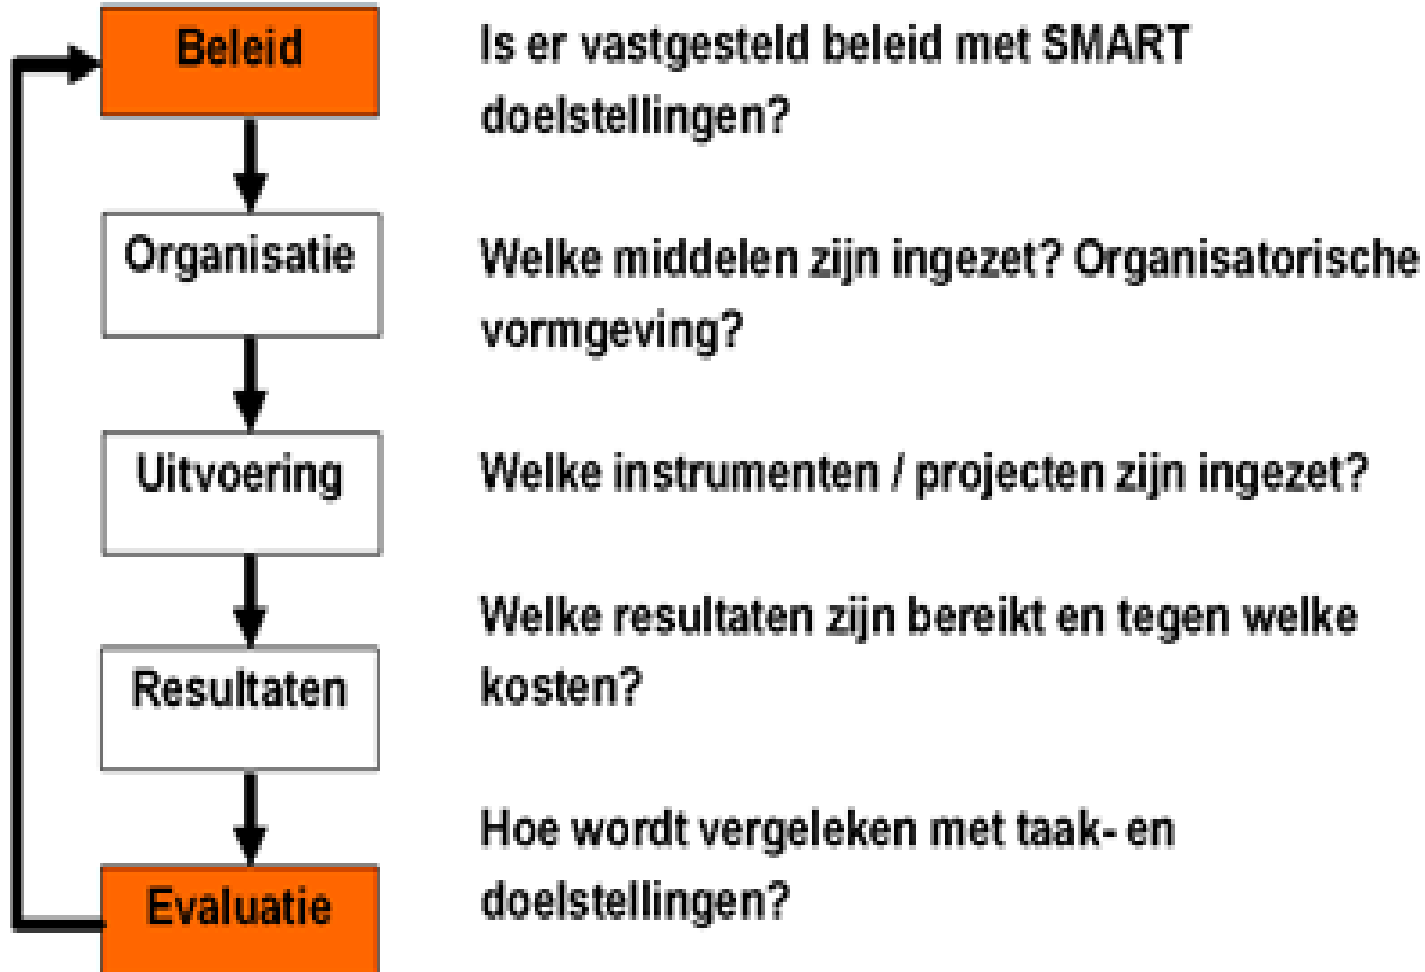 Beleid
Is er vastgesteld beleid met SMART
doelstellingen?
Organisatie
Welke middelen zijn ingezet? Organisatorische
vormgeving?
Uitvoering
Welke instrumenten / projecten zijn ingezet?
Resultaten
Welke resultaten zijn bereikt en tegen welke
kosten?
Evaluatie
Hoe wordt vergeleken met taak- en
doelstellingen?